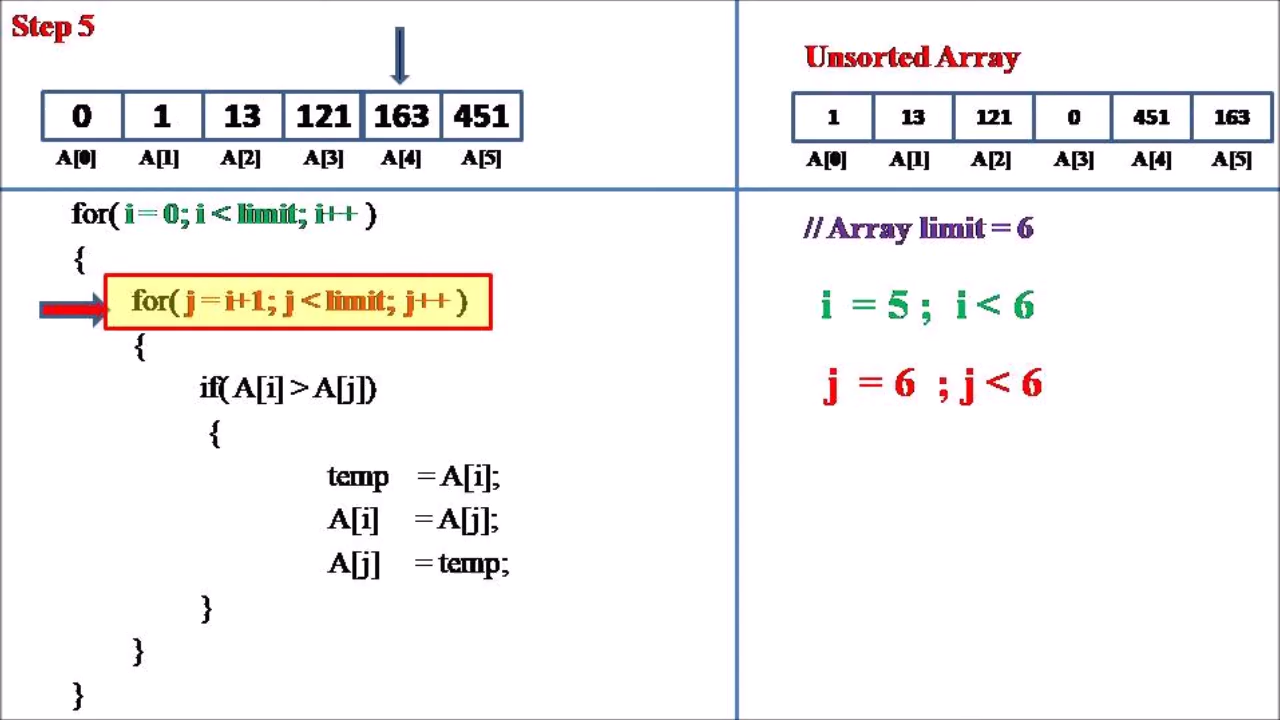 Step 5
0 1 13 121 163 451
A[0] A[1] A[2] A[3] A[4] A[5]
Unsorted Array
1 13 121 0 451 163
A[0] A[1] A[2] A[3] A[4] A[5]
for( i = 0; i < limit; i++ )
{
for( j = i+1; j < limit; j++ )
{
if( A[i] > A[j])
{
temp = A[i];
A[i] = A[j];
A[j] = temp;
}
}
}
// Array limit = 6
i = 5 ; i < 6
j = 6 ; j < 6